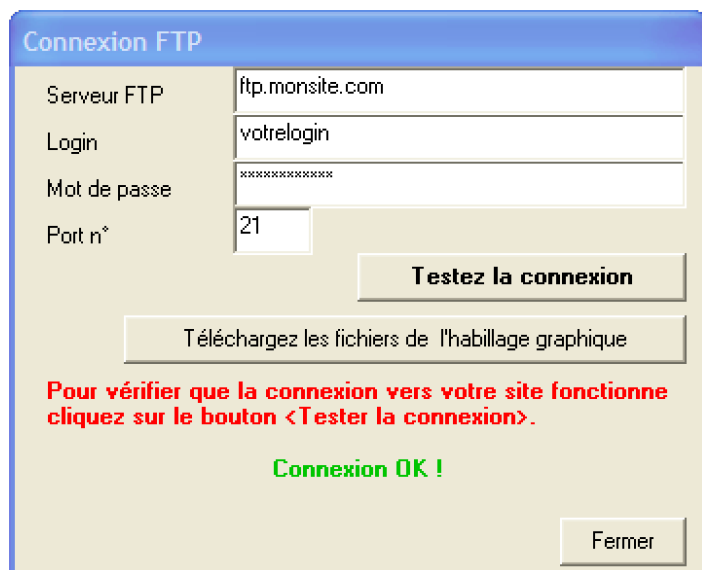 Connexion FTP
Serveur FTP ftp.monsite.com
Login votrelogin
Mot de passe ************
Port n° 21
Testez la connexion
Téléchargez les fichiers de l'habillage graphique
Pour vérifier que la connexion vers votre site fonctionne
cliquez sur le bouton <Tester la connexion>.
Connexion OK !
Fermer